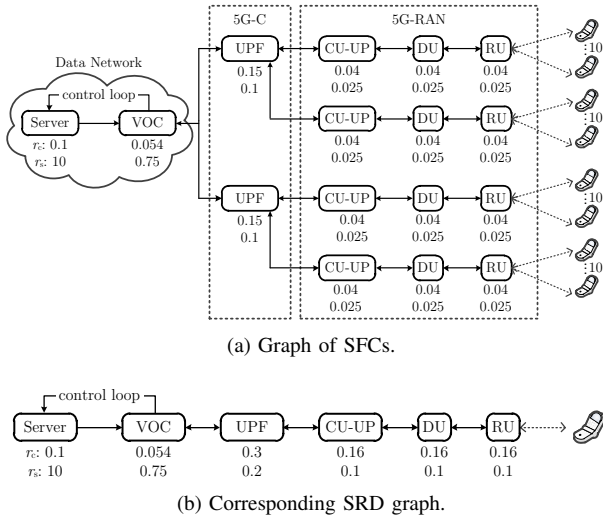 5G-C 5G-RAN
Data Network
control loop
Server VOC
r_c: 0.1 0.054
r_s: 10 0.75
UPF CU-UP DU RU
0.15 0.04 0.04 0.04
0.1 0.025 0.025 0.025
:10
CU-UP DU RU
0.04 0.04 0.04
0.025 0.025 0.025
:10
UPF CU-UP DU RU
0.15 0.04 0.04 0.04
0.1 0.025 0.025 0.025
:10
CU-UP DU RU
0.04 0.04 0.04
0.025 0.025 0.025
:10
(a) Graph of SFCs.
control loop
Server VOC UPF CU-UP DU RU
r_c: 0.1 0.054 0.3 0.16 0.16 0.16
r_s: 10 0.75 0.2 0.1 0.1 0.1
(b) Corresponding SRD graph.